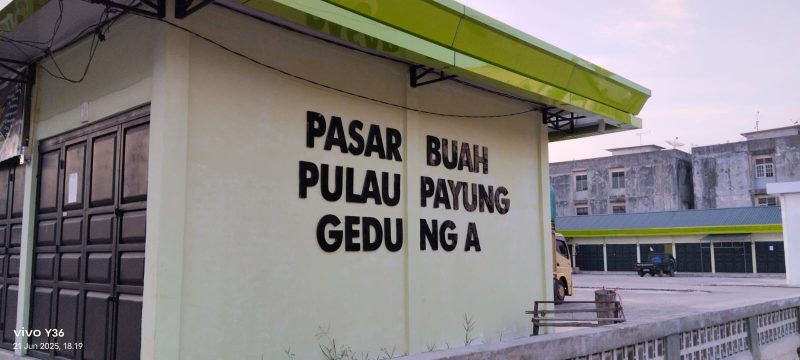 PASAR BUAH
PULAU PAYUNG
GEDUNG A
vivo Y36
21 Jun 2025, 18.19